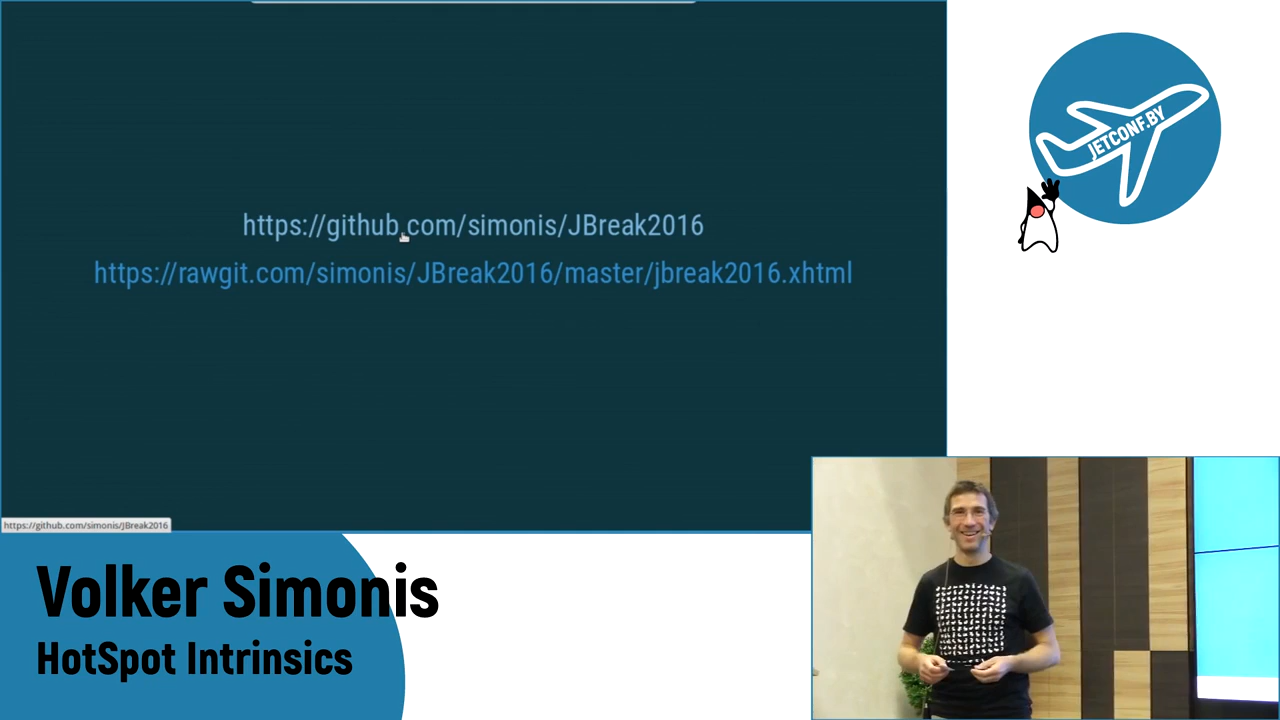 https://github.com/simonis/JBreak2016
https://rawgit.com/simonis/JBreak2016/master/jbreak2016.xhtml
https://github.com/simonis/JBreak2016
JETCONF.BY
Volker Simonis
HotSpot Intrinsics